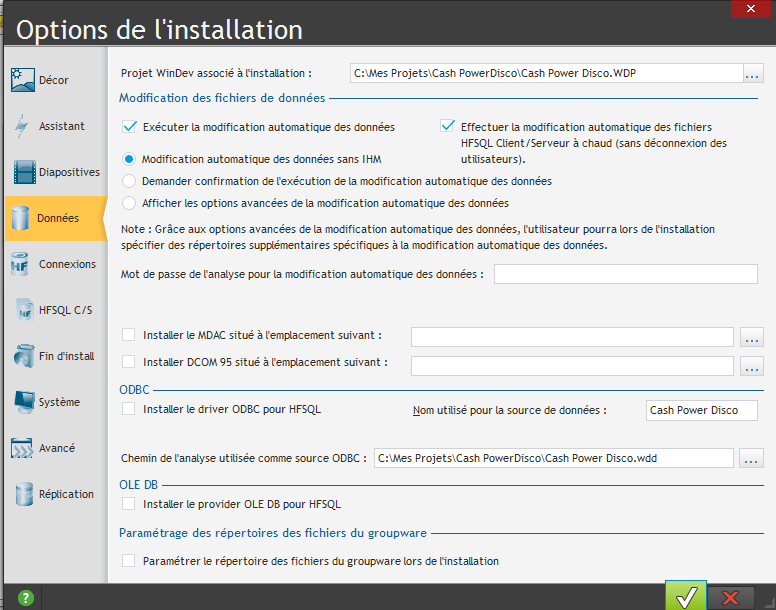 Options de l'installation
Décor
Assistant
Diapositives
Données
Connexions
HFSQL C/S
Fin d'install
Système
Avancé
Réplication
Projet WinDev associé à l'installation :
C:\Mes Projets\Cash PowerDisco\Cash Power Disco.WDP
...
Modification des fichiers de données
Exécuter la modification automatique des données
Effectuer la modification automatique des fichiers
HFSQL Client/Serveur à chaud (sans déconnexion des
utilisateurs).
Modification automatique des données sans IHM
Demander confirmation de l'exécution de la modification automatique des données
Afficher les options avancées de la modification automatique des données
Note : Grâce aux options avancées de la modification automatique des données, l'utilisateur pourra lors de l'installation
spécifier des répertoires supplémentaires spécifiques à la modification automatique des données.
Mot de passe de l'analyse pour la modification automatique des données :
Installer le MDAC situé à l'emplacement suivant :
...
Installer DCOM 95 situé à l'emplacement suivant :
...
ODBC
Installer le driver ODBC pour HFSQL
Nom utilisé pour la source de données :
Cash Power Disco
Chemin de l'analyse utilisée comme source ODBC :
C:\Mes Projets\Cash PowerDisco\Cash Power Disco.wdd
...
OLE DB
Installer le provider OLE DB pour HFSQL
Paramétrage des répertoires des fichiers du groupware
Paramétrer le répertoire des fichiers du groupware lors de l'installation
?